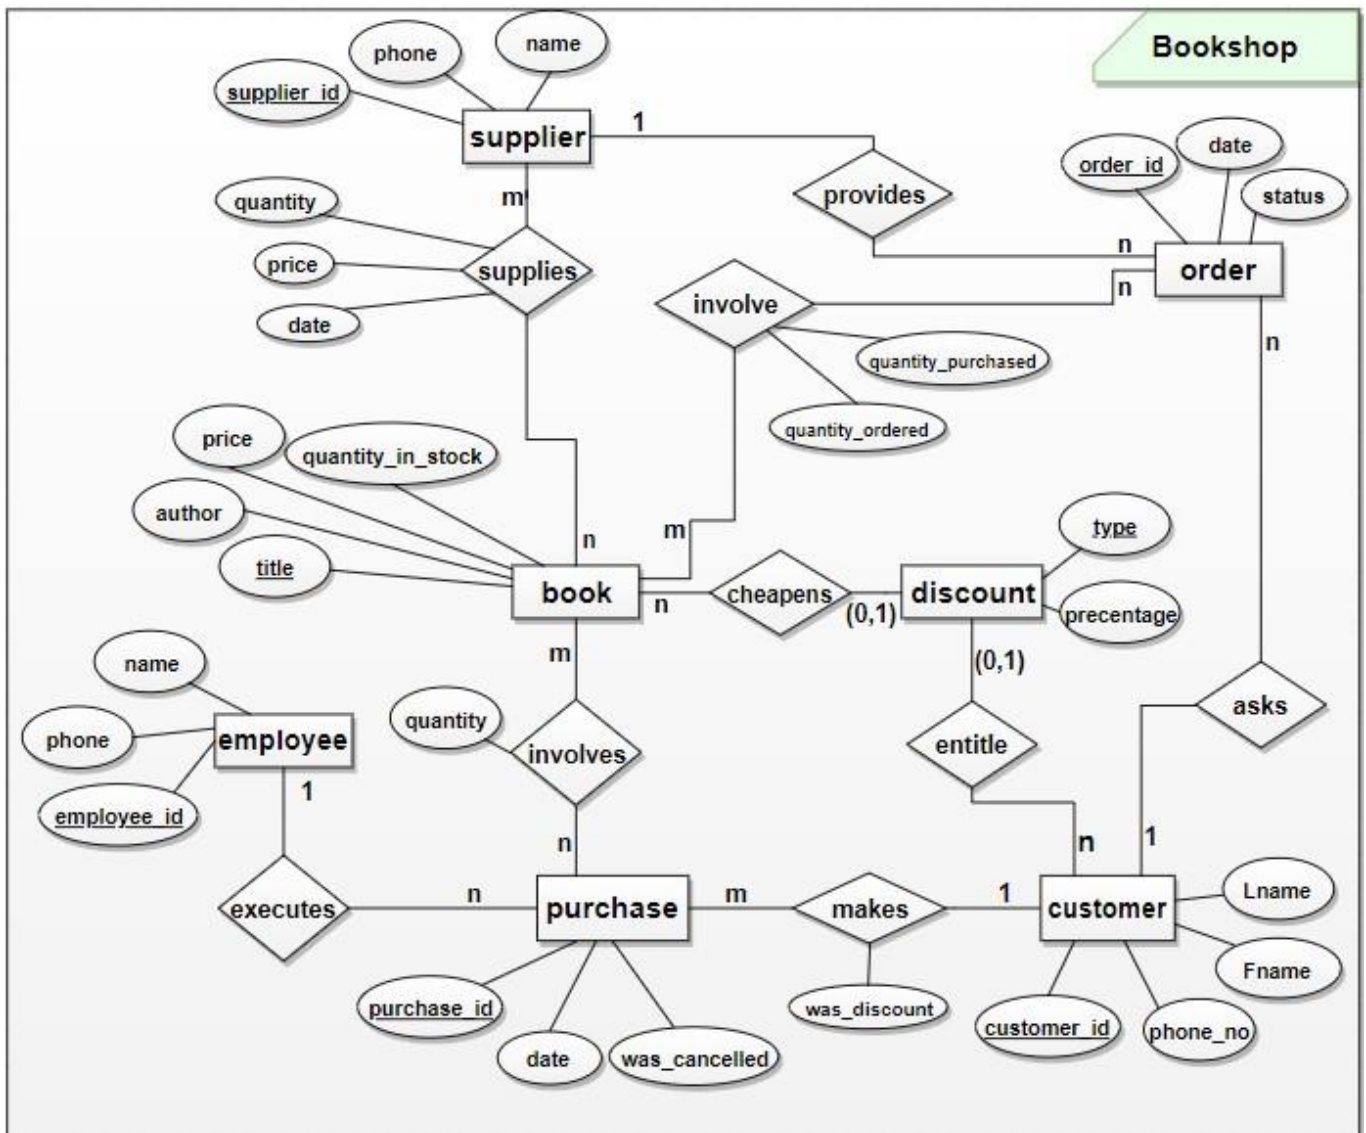 Bookshop
name
phone
supplier_id
supplier
1
date
order_id
provides
status
m'
quantity
n
order
price
supplies
n
involve
date
n
quantity_purchased
quantity_ordered
price
quantity_in_stock
author
type
n
m
title
book
cheapens
discount
n
(0,1)
precentage
m
(0,1)
name
asks
quantity
phone
employee
involves
entitle
1
employee_id
n
n
1
Lname
executes
n
purchase
m
makes
1
customer
Fname
purchase_id
was_discount
customer_id
phone_no
date
was_cancelled